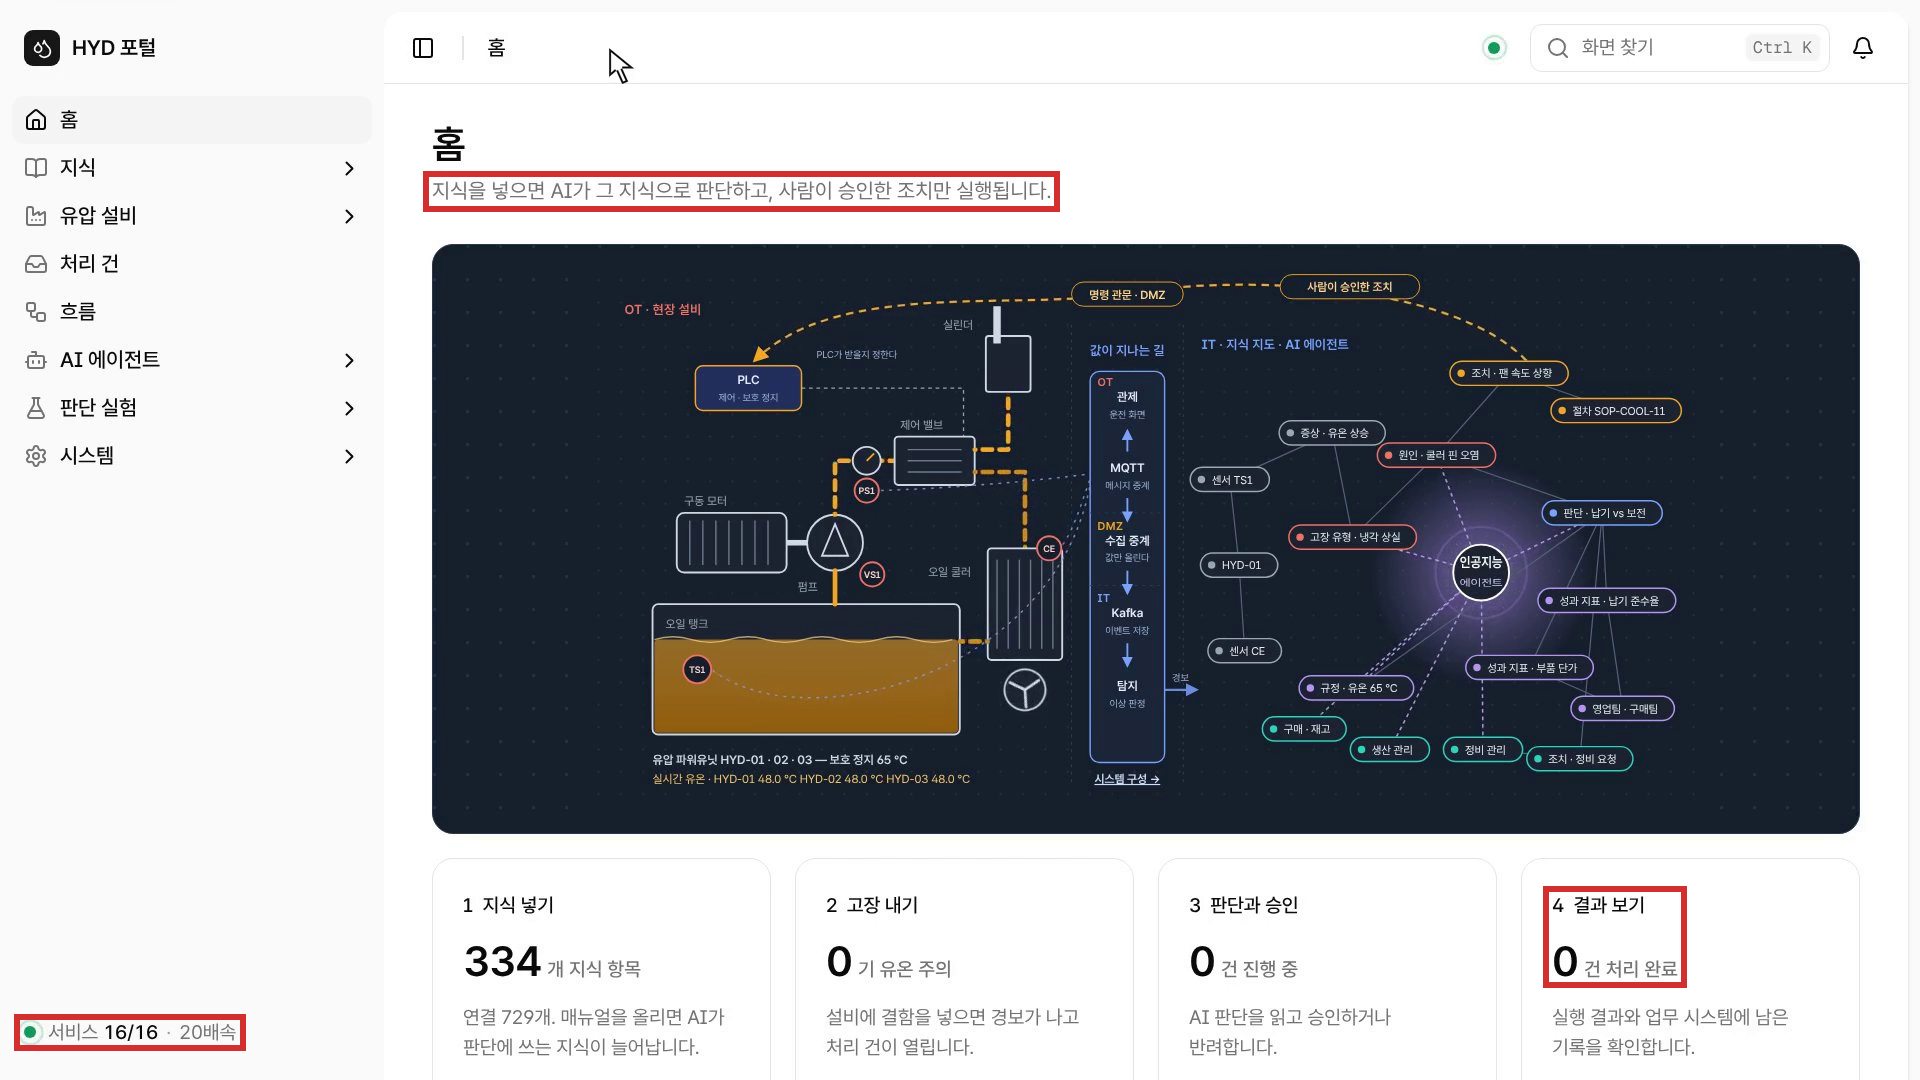 HYD 포털
홈
화면 찾기
Ctrl K
홈
지식
유압 설비
처리 건
흐름
AI 에이전트
판단 실험
시스템
서비스 16/16 · 20배속
홈
지식을 넣으면 AI가 그 지식으로 판단하고, 사람이 승인한 조치만 실행됩니다.
OT · 현장 설비
명령 관문 · DMZ
사람이 승인한 조치
실린더
PLC가 받을지 정한다
PLC
제어 · 보호 정지
제어 밸브
PS1
구동 모터
펌프
VS1
오일 쿨러
CE
오일 탱크
TS1
유압 파워유닛 HYD-01 · 02 · 03 — 보호 정지 65 °C
실시간 유온 · HYD-01 48.0 °C HYD-02 48.0 °C HYD-03 48.0 °C
값이 지나는 길
OT
관제
운전 화면
MQTT
메시지 중계
DMZ
수집 중계
값만 올린다
IT
Kafka
이벤트 저장
탐지
이상 판정
경보
시스템 구성 →
IT · 지식 지도 · AI 에이전트
조치 · 팬 속도 상향
절차 SOP-COOL-11
증상 · 유온 상승
원인 · 쿨러 핀 오염
센서 TS1
판단 · 납기 vs 보전
고장 유형 · 냉각 상실
인공지능
에이전트
HYD-01
성과 지표 · 납기 준수율
센서 CE
성과 지표 · 부품 단가
규정 · 유온 65 °C
영업팀 · 구매팀
구매 · 재고
생산 관리
정비 관리
조치 · 정비 요청
1 지식 넣기
334 개 지식 항목
연결 729개. 매뉴얼을 올리면 AI가
판단에 쓰는 지식이 늘어납니다.
2 고장 내기
0 기 유온 주의
설비에 결함을 넣으면 경보가 나고
처리 건이 열립니다.
3 판단과 승인
0 건 진행 중
AI 판단을 읽고 승인하거나
반려합니다.
4 결과 보기
0 건 처리 완료
실행 결과와 업무 시스템에 남은
기록을 확인합니다.